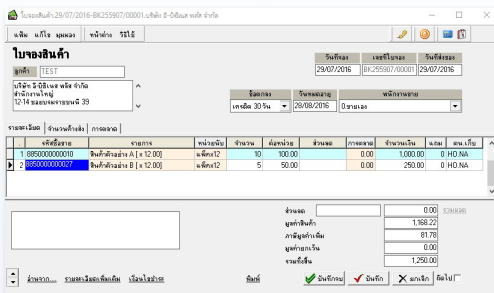 ใบจองสินค้า.29/07/2016-BK255907/00001.บริษัท อี-บิซิเนส พลัส จำกัด
แฟ้ม แก้ไข มุมมอง หน้าต่าง วิธีใช้
ใบจองสินค้า
วันที่จอง เลขที่ใบจอง วันที่ส่งของ
29/07/2016 BK255907/00001 29/07/2016
ลูกค้า TEST
บริษัท อี-บิซิเนส พลัส จำกัด
สำนักงานใหญ่
12-14 ซอยบรมราชชนนี 39
ข้อตกลง วันหมดอายุ พนักงานขาย
เครดิต 30 วัน 28/08/2016 0.ขายเอง
รายละเอียด จำนวนค้างส่ง การตลาด
รหัสซื้อขาย รายการ หน่วยนับ จำนวน ต่อหน่วย ส่วนลด การตลาด จำนวนเงิน แถม ตน.เก็บ
1 8850000000010 สินค้าตัวอย่าง A [ x 12.00] แพ็คx12 10 100.00 0.00 1,000.00 0 HO.NA
2 8850000000027 สินค้าตัวอย่าง B [ x 12.00] แพ็คx12 5 50.00 0.00 250.00 0 HO.NA
ส่วนลด 0.00 รวมหลด
มูลค่าสินค้า 1,168.22
ภาษีมูลค่าเพิ่ม 81.78
มูลค่ายกเว้น 0.00
รวมทั้งสิ้น 1,250.00
อ่านจาก... รายละเอียดเพิ่มเติม เงื่อนไขชำระ พิมพ์ บันทึกจบ บันทึก ยกเลิก ถัดไป